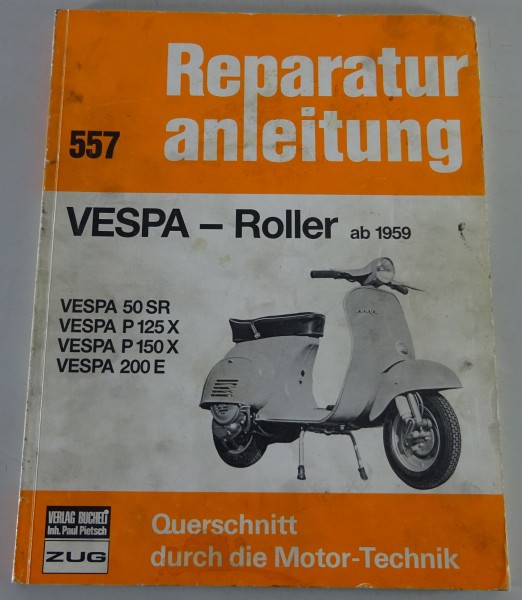 Reparatur
557 anleitung
VESPA – Roller ab 1959
VESPA 50 SR
VESPA P 125 X
VESPA P 150 X
VESPA 200 E
VERLAG BUCHELI
Inh. Paul Pietsch
ZUG
Querschnitt
durch die Motor-Technik